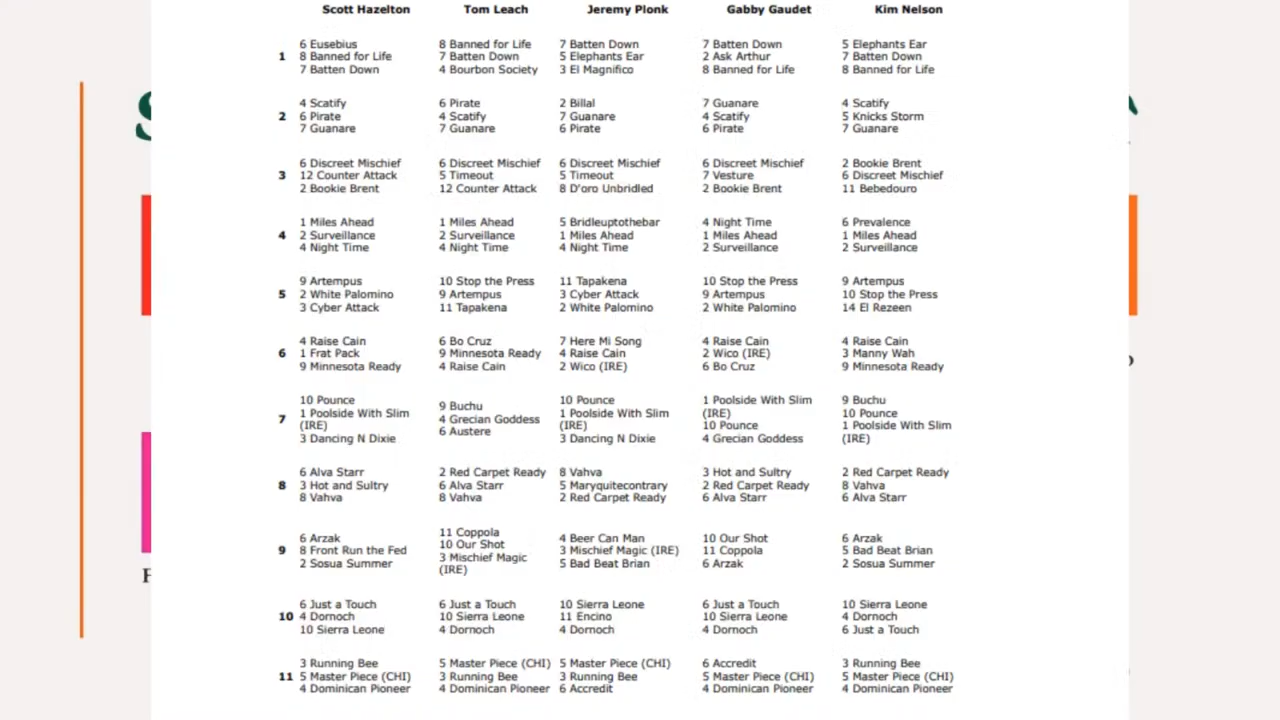 Scott Hazelton Tom Leach Jeremy Plonk Gabby Gaudet Kim Nelson
6 Eusebius 8 Banned for Life 7 Batten Down 7 Batten Down 5 Elephants Ear
1 8 Banned for Life 7 Batten Down 5 Elephants Ear 2 Ask Arthur 7 Batten Down
7 Batten Down 4 Bourbon Society 3 El Magnifico 8 Banned for Life 8 Banned for Life
4 Scatify 6 Pirate 2 Billal 7 Guanare 4 Scatify
2 6 Pirate 4 Scatify 7 Guanare 4 Scatify 5 Knicks Storm
7 Guanare 7 Guanare 6 Pirate 6 Pirate 7 Guanare
6 Discreet Mischief 6 Discreet Mischief 6 Discreet Mischief 6 Discreet Mischief 2 Bookie Brent
3 12 Counter Attack 5 Timeout 5 Timeout 7 Vesture 6 Discreet Mischief
2 Bookie Brent 12 Counter Attack 8 D'oro Unbridled 2 Bookie Brent 11 Bebedouro
1 Miles Ahead 1 Miles Ahead 5 Bridleuptothebar 4 Night Time 6 Prevalence
4 2 Surveillance 2 Surveillance 1 Miles Ahead 1 Miles Ahead 1 Miles Ahead
4 Night Time 4 Night Time 4 Night Time 2 Surveillance 2 Surveillance
9 Artempus 10 Stop the Press 11 Tapakena 10 Stop the Press 9 Artempus
5 2 White Palomino 9 Artempus 3 Cyber Attack 9 Artempus 10 Stop the Press
3 Cyber Attack 11 Tapakena 2 White Palomino 2 White Palomino 14 El Rezeen
4 Raise Cain 6 Bo Cruz 7 Here Mi Song 4 Raise Cain 4 Raise Cain
6 1 Frat Pack 9 Minnesota Ready 4 Raise Cain 2 Wico (IRE) 3 Manny Wah
9 Minnesota Ready 4 Raise Cain 2 Wico (IRE) 6 Bo Cruz 9 Minnesota Ready
10 Pounce 9 Buchu 10 Pounce 1 Poolside With Slim 9 Buchu
7 1 Poolside With Slim 4 Grecian Goddess 1 Poolside With Slim (IRE) 10 Pounce
(IRE) 6 Austere (IRE) 10 Pounce 1 Poolside With Slim
3 Dancing N Dixie 3 Dancing N Dixie 4 Grecian Goddess (IRE)
6 Alva Starr 2 Red Carpet Ready 8 Vahva 3 Hot and Sultry 2 Red Carpet Ready
8 3 Hot and Sultry 6 Alva Starr 5 Maryquitecontrary 2 Red Carpet Ready 8 Vahva
8 Vahva 8 Vahva 2 Red Carpet Ready 6 Alva Starr 6 Alva Starr
6 Arzak 11 Coppola 4 Beer Can Man 10 Our Shot 6 Arzak
9 8 Front Run the Fed 10 Our Shot 3 Mischief Magic (IRE) 11 Coppola 5 Bad Beat Brian
2 Sosua Summer 3 Mischief Magic 5 Bad Beat Brian 6 Arzak 2 Sosua Summer
(IRE)
6 Just a Touch 6 Just a Touch 10 Sierra Leone 6 Just a Touch 10 Sierra Leone
10 4 Dornoch 10 Sierra Leone 11 Encino 10 Sierra Leone 4 Dornoch
10 Sierra Leone 4 Dornoch 4 Dornoch 4 Dornoch 6 Just a Touch
3 Running Bee 5 Master Piece (CHI) 5 Master Piece (CHI) 6 Accredit 3 Running Bee
11 5 Master Piece (CHI) 3 Running Bee 3 Running Bee 5 Master Piece (CHI) 5 Master Piece (CHI)
4 Dominican Pioneer 4 Dominican Pioneer 6 Accredit 4 Dominican Pioneer 4 Dominican Pioneer